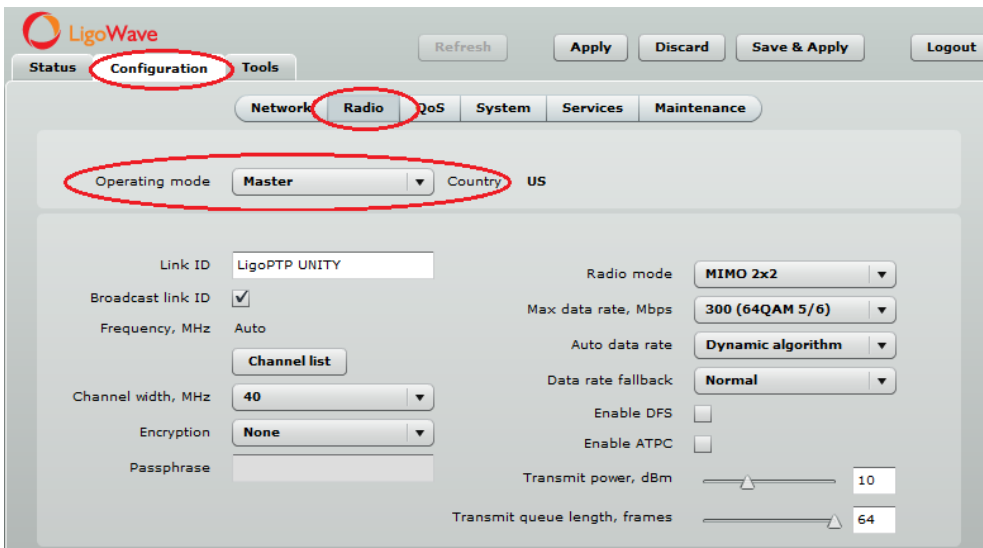 LigoWave
Refresh Apply Discard Save & Apply Logout
Status Configuration Tools
Network Radio QoS System Services Maintenance
Operating mode Master Country US
Link ID LigoPTP UNITY
Broadcast link ID
Frequency, MHz Auto
Channel list
Channel width, MHz 40
Encryption None
Passphrase
Radio mode MIMO 2x2
Max data rate, Mbps 300 (64QAM 5/6)
Auto data rate Dynamic algorithm
Data rate fallback Normal
Enable DFS
Enable ATPC
Transmit power, dBm 10
Transmit queue length, frames 64